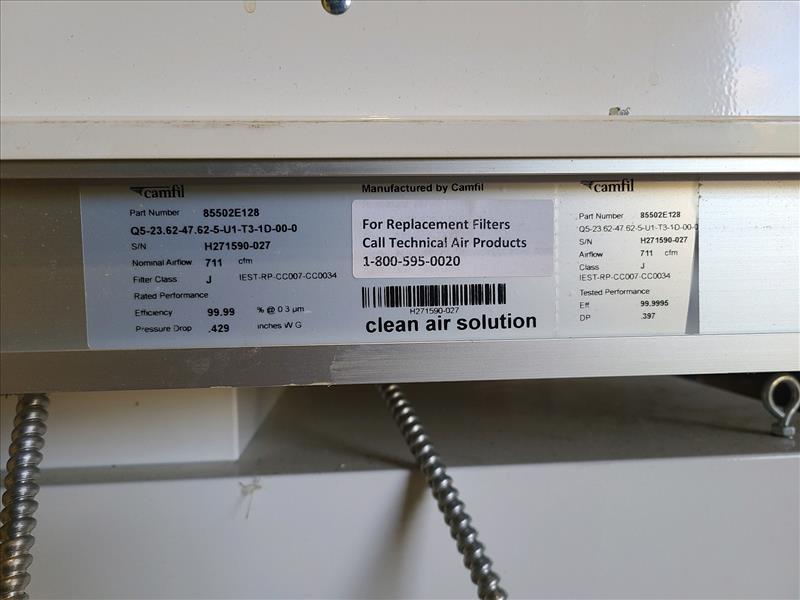 camfil
Part Number 85502E128
Q5-23.62-47.62-5-U1-T3-1D-00-0
S/N H271590-027
Nominal Airflow 711 cfm
Filter Class J IEST-RP-CC007-CC0034
Rated Performance
Efficiency 99.99 % @ 0.3 µm
Pressure Drop .429 inches W G
Manufactured by Camfil
For Replacement Filters
Call Technical Air Products
1-800-595-0020
H271590-027
clean air solution
camfil
Part Number 85502E128
Q5-23.62-47.62-5-U1-T3-1D-00-0
S/N H271590-027
Airflow 711 cfm
Class J
IEST-RP-CC007-CC0034
Tested Performance
Eff 99.9995
DP .397